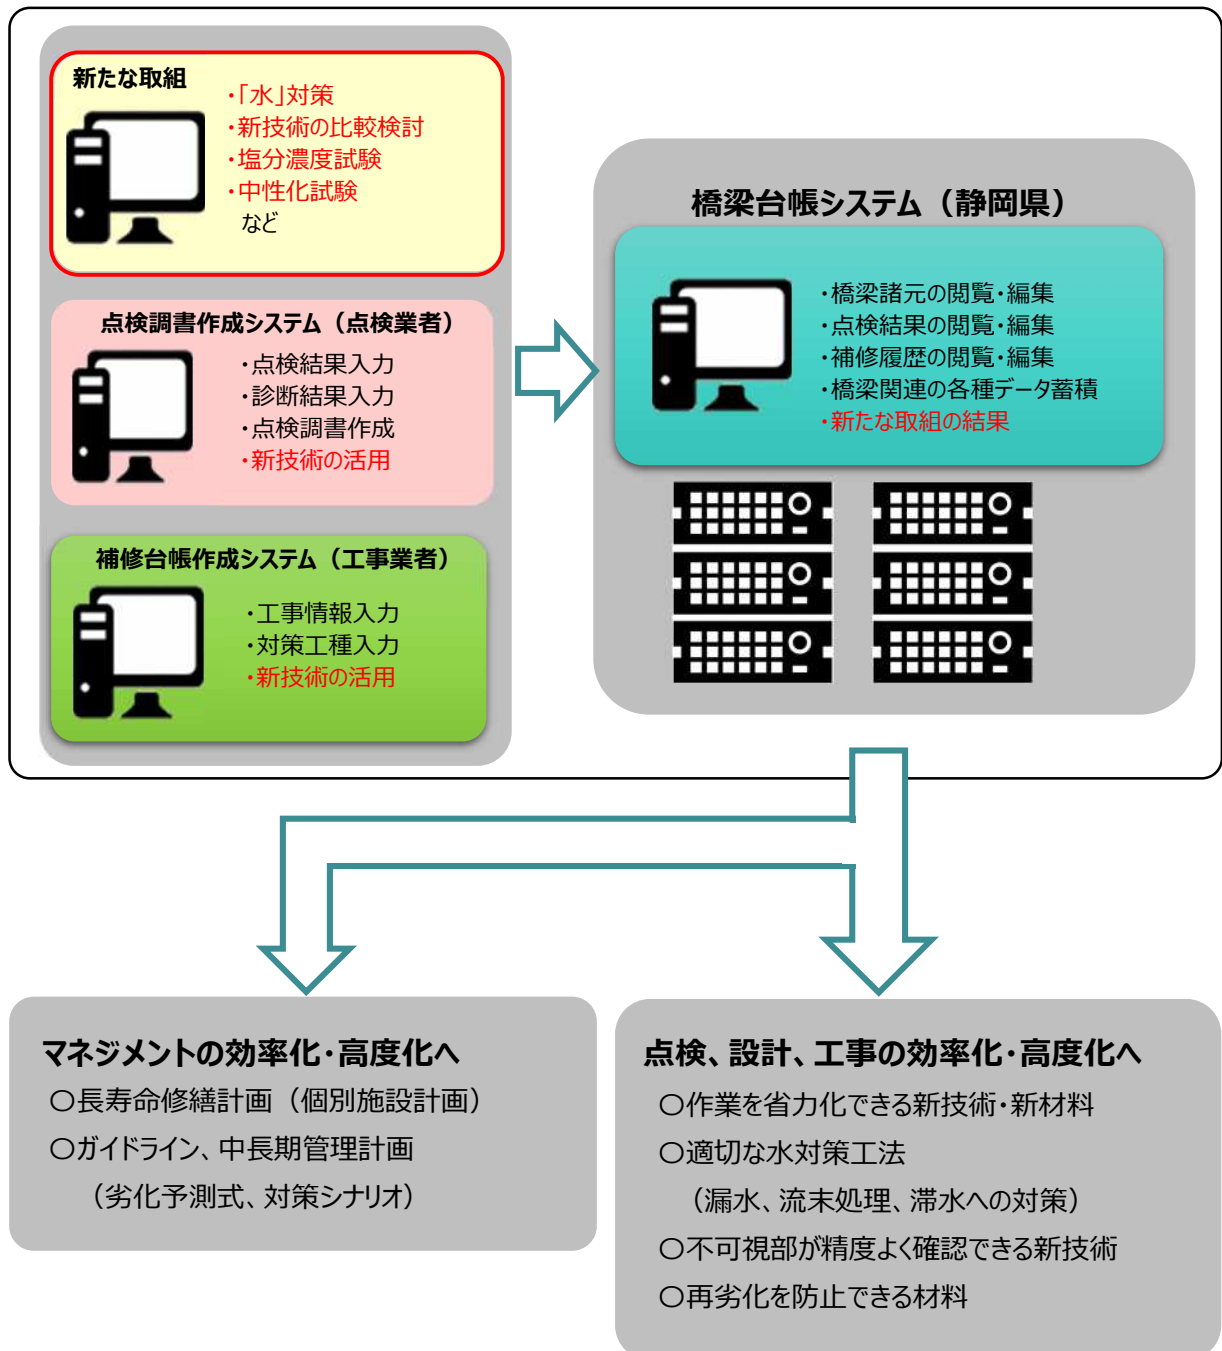 新たな取組
・「水」対策
・新技術の比較検討
・塩分濃度試験
・中性化試験
など
点検調書作成システム（点検業者）
・点検結果入力
・診断結果入力
・点検調書作成
・新技術の活用
補修台帳作成システム（工事業者）
・工事情報入力
・対策工種入力
・新技術の活用
橋梁台帳システム（静岡県）
・橋梁諸元の閲覧・編集
・点検結果の閲覧・編集
・補修履歴の閲覧・編集
・橋梁関連の各種データ蓄積
・新たな取組の結果
マネジメントの効率化・高度化へ
〇長寿命修繕計画（個別施設計画）
〇ガイドライン、中長期管理計画
（劣化予測式、対策シナリオ）
点検、設計、工事の効率化・高度化へ
〇作業を省力化できる新技術・新材料
〇適切な水対策工法
（漏水、流末処理、滞水への対策）
〇不可視部が精度よく確認できる新技術
〇再劣化を防止できる材料